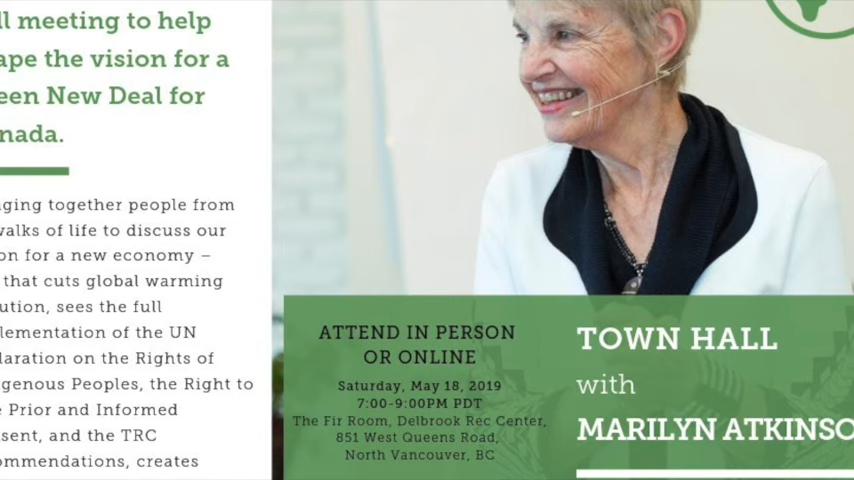 ll meeting to help
ape the vision for a
een New Deal for
nada.
ging together people from
walks of life to discuss our
on for a new economy –
that cuts global warming
ution, sees the full
lementation of the UN
laration on the Rights of
genous Peoples, the Right to
e Prior and Informed
sent, and the TRC
ommendations, creates
ATTEND IN PERSON
OR ONLINE
Saturday, May 18, 2019
7:00-9:00PM PDT
The Fir Room, Delbrook Rec Center,
851 West Queens Road,
North Vancouver, BC
TOWN HALL
with
MARILYN ATKINSO